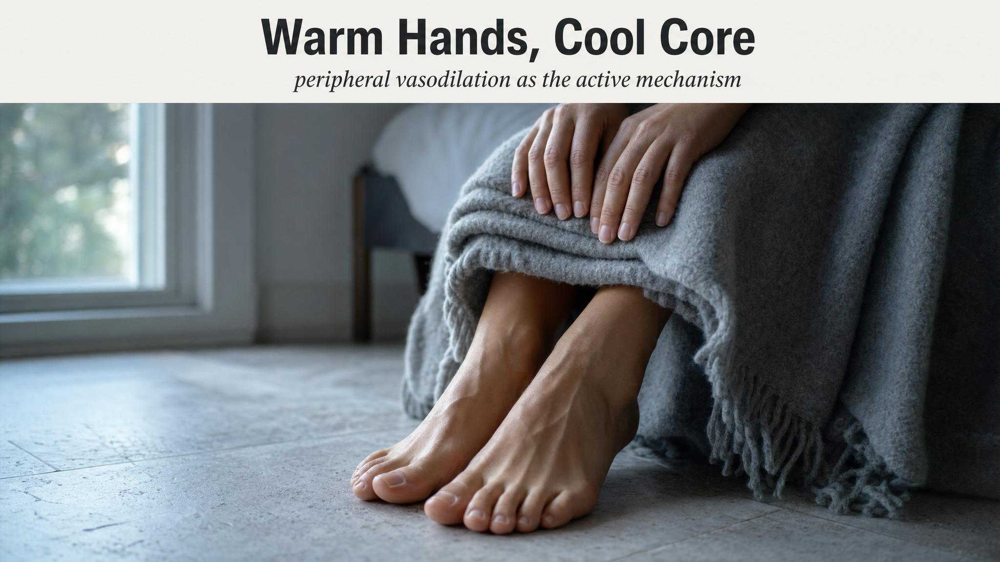 Warm Hands, Cool Core
peripheral vasodilation as the active mechanism